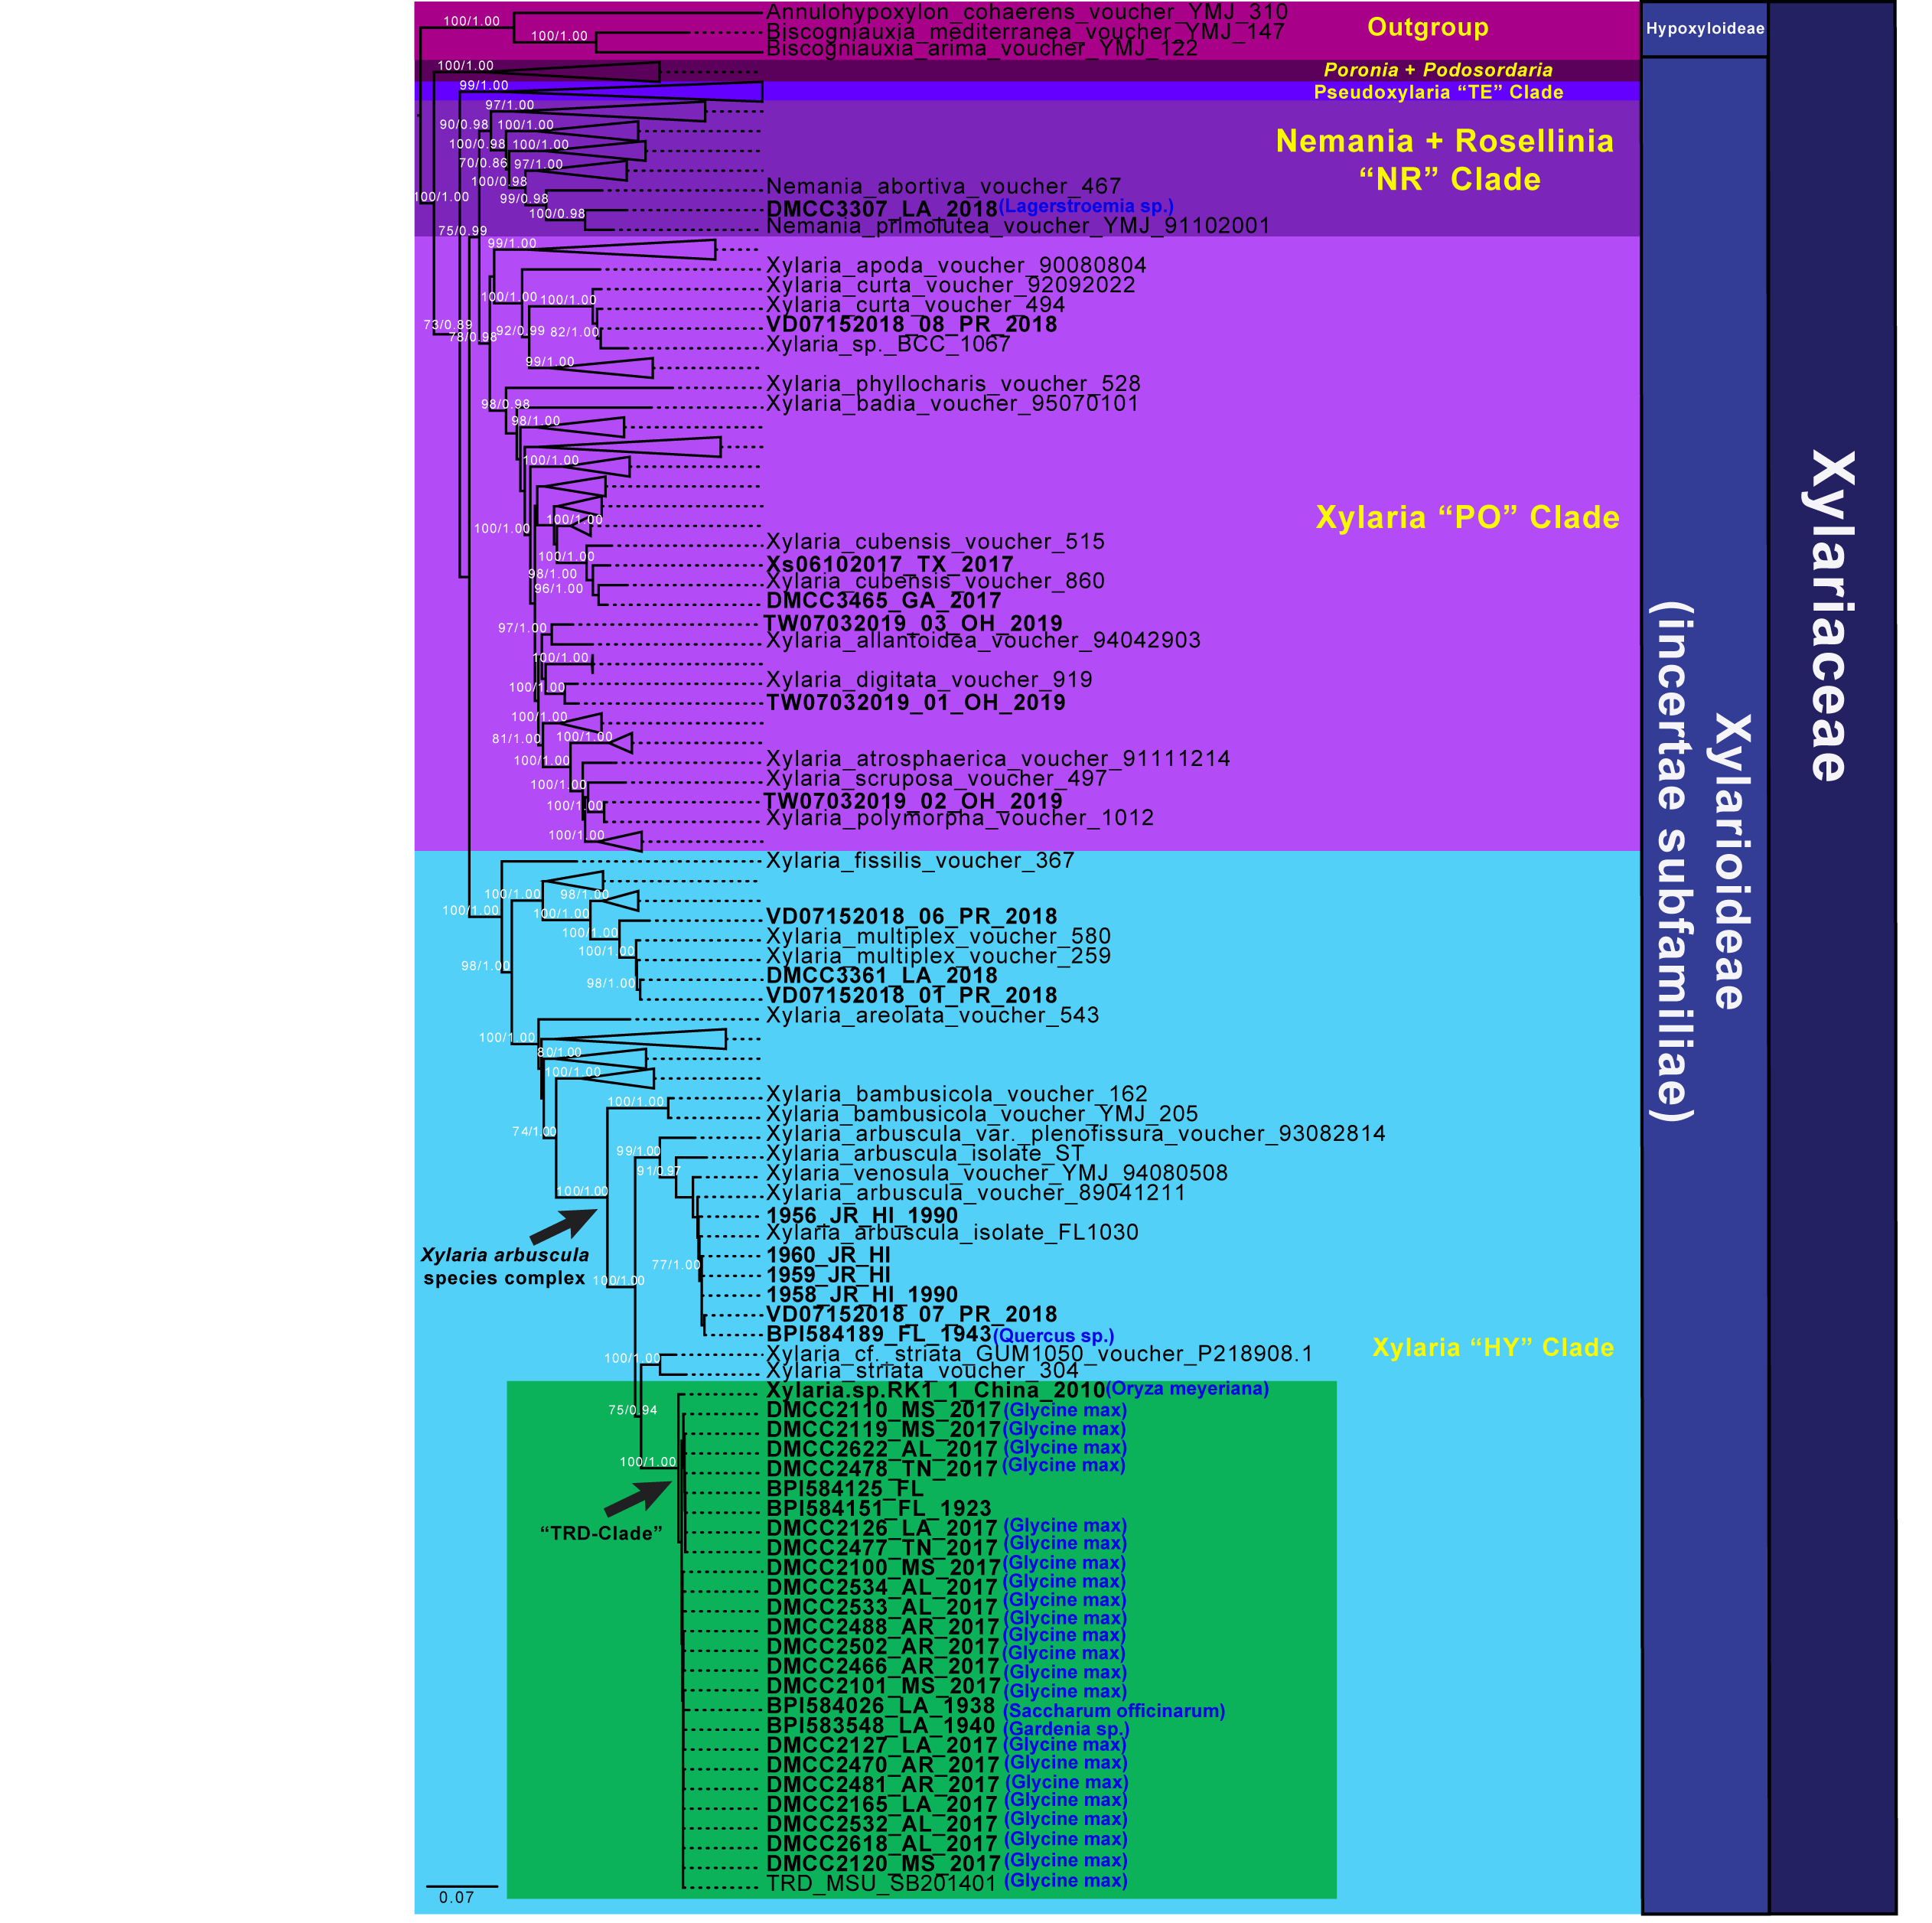 Annulohypoxylon_cohaerens_voucher_YMJ_310
Biscogniauxia_mediterranea_voucher_YMJ_147
Biscogniauxia_arima_voucher_YMJ_122
100/1.00
100/1.00
Outgroup
Hypoxyloideae
100/1.00
Poronia + Podosordaria
99/1.00
Pseudoxylaria “TE” Clade
97/1.00
90/0.98
100/1.00
100/0.98
100/1.00
70/0.86
97/1.00
100/0.98
99/0.98
100/0.98
100/1.00
75/0.99
Nemania + Rosellinia
“NR” Clade
Nemania_abortiva_voucher_467
DMCC3307_LA_2018(Lagerstroemia sp.)
Nemania_primolutea_voucher_YMJ_91102001
99/1.00
Xylaria_apoda_voucher_90080804
Xylaria_curta_voucher_92092022
Xylaria_curta_voucher_494
VD07152018_08_PR_2018
Xylaria_sp._BCC_1067
100/1.00
100/1.00
73/0.89
78/0.98
92/0.99
82/1.00
99/1.00
Xylaria_phyllocharis_voucher_528
Xylaria_badia_voucher_95070101
98/0.98
98/1.00
100/1.00
100/1.00
100/1.00
Xylaria “PO” Clade
Xylaria_cubensis_voucher_515
Xs06102017_TX_2017
Xylaria_cubensis_voucher_860
DMCC3465_GA_2017
100/1.00
98/1.00
96/1.00
TW07032019_03_OH_2019
Xylaria_allantoidea_voucher_94042903
97/1.00
100/1.00
Xylaria_digitata_voucher_919
TW07032019_01_OH_2019
100/1.00
100/1.00
81/1.00
100/1.00
100/1.00
Xylaria_atrosphaerica_voucher_91111214
Xylaria_scruposa_voucher_497
TW07032019_02_OH_2019
Xylaria_polymorpha_voucher_1012
100/1.00
100/1.00
100/1.00
Xylaria_fissilis_voucher_367
100/1.00
98/1.00
100/1.00
100/1.00
100/1.00
100/1.00
98/1.00
98/1.00
VD07152018_06_PR_2018
Xylaria_multiplex_voucher_580
Xylaria_multiplex_voucher_259
DMCC3361_LA_2018
VD07152018_01_PR_2018
Xylaria_areolata_voucher_543
100/1.00
80/1.00
100/1.00
Xylaria_bambusicola_voucher_162
Xylaria_bambusicola_voucher_YMJ_205
Xylaria_arbuscula_var._plenofissura_voucher_93082814
Xylaria_arbuscula_isolate_ST
Xylaria_venosula_voucher_YMJ_94080508
Xylaria_arbuscula_voucher_89041211
1956_JR_HI_1990
Xylaria_arbuscula_isolate_FL1030
1960_JR_HI
1959_JR_HI
1958_JR_HI_1990
VD07152018_07_PR_2018
BPI584189_FL_1943(Quercus sp.)
Xylaria_cf._striata_GUM1050_voucher_P218908.1
Xylaria_striata_voucher_304
100/1.00
74/1.00
99/1.00
91/0.97
100/1.00
77/1.00
100/1.00
100/1.00
75/0.94
100/1.00
Xylaria arbuscula
species complex
Xylaria “HY” Clade
“TRD-Clade”
Xylaria.sp.RK1_1_China_2010(Oryza meyeriana)
DMCC2110_MS_2017(Glycine max)
DMCC2119_MS_2017(Glycine max)
DMCC2622_AL_2017(Glycine max)
DMCC2478_TN_2017(Glycine max)
BPI584125_FL
BPI584151_FL_1923
DMCC2126_LA_2017(Glycine max)
DMCC2477_TN_2017(Glycine max)
DMCC2100_MS_2017(Glycine max)
DMCC2534_AL_2017(Glycine max)
DMCC2533_AL_2017(Glycine max)
DMCC2488_AR_2017(Glycine max)
DMCC2502_AR_2017(Glycine max)
DMCC2466_AR_2017(Glycine max)
DMCC2101_MS_2017(Glycine max)
(Glycine max)
BPI584026_LA_1938 (Saccharum officinarum)
BPI583548_LA_1940 (Gardenia sp.)
DMCC2127_LA_2017(Glycine max)
DMCC2470_AR_2017(Glycine max)
DMCC2481_AR_2017(Glycine max)
DMCC2165_LA_2017(Glycine max)
DMCC2532_AL_2017(Glycine max)
DMCC2618_AL_2017(Glycine max)
DMCC2120_MS_2017(Glycine max)
TRD_MSU_SB201401 (Glycine max)
0.07
Xylarioideae
(incertae subfamiliae)
Xylariaceae